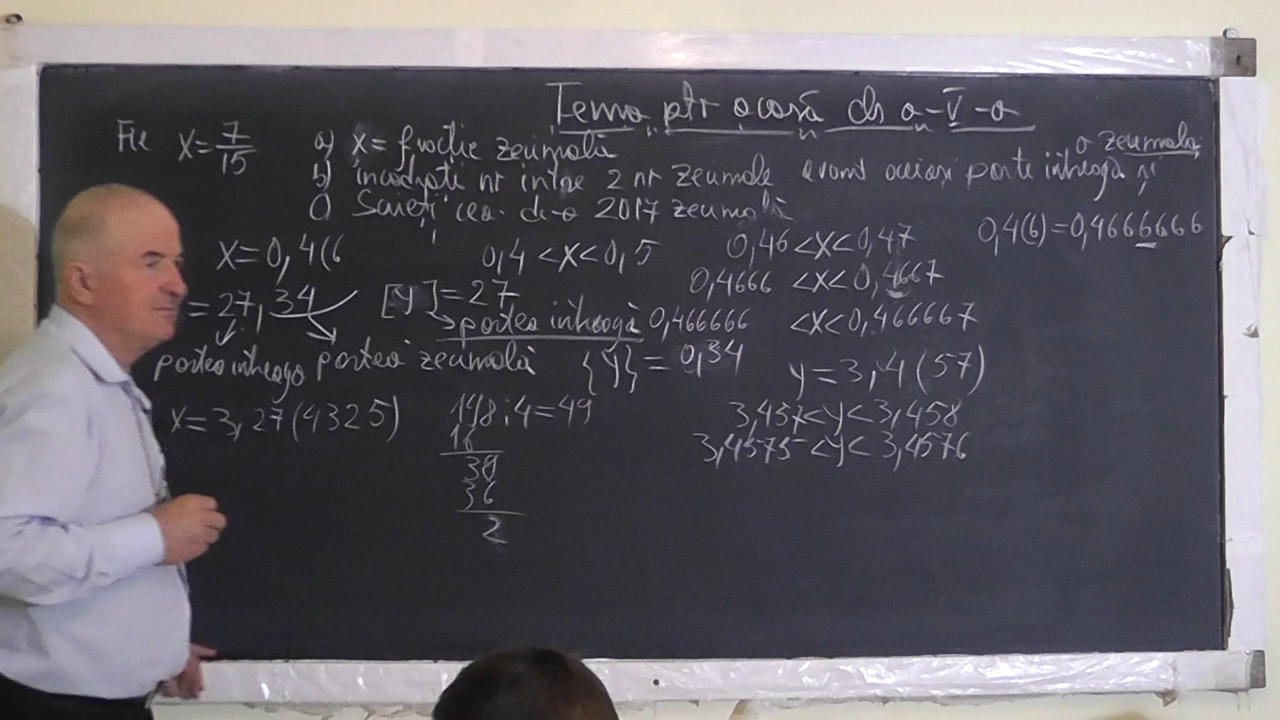 Tema ptr acasă cls a-V-a
Fie x=7/15 a) x= fracție zecimală
o zecimală
b) încadrați nr între 2 nr zecimale având aceiași parte întreagă și
c) Scrieți cea de-a 2017 zecimală
x=0,4(6 0,4<x<0,5 0,46<x<0,47 0,4(6)=0,4666666
0,4666 <x<0,4667
=27,34 [y]=27
partea întreagă 0,466666 <x<0,466667
partea întreagă partea zecimală {y}=0,34 y=3,4(57)
x=3,27(4325) 198:4=49 3,457<y<3,458
16 3,4575<y<3,4576
38
36
2